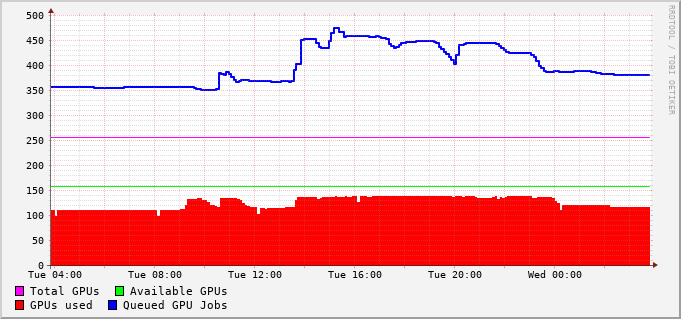 500
450
400
350
300
250
200
150
100
50
0
Tue 04:00 Tue 08:00 Tue 12:00 Tue 16:00 Tue 20:00 Wed 00:00
Total GPUs Available GPUs
GPUs used Queued GPU Jobs
RRDTOOL / TOBI OETIKER